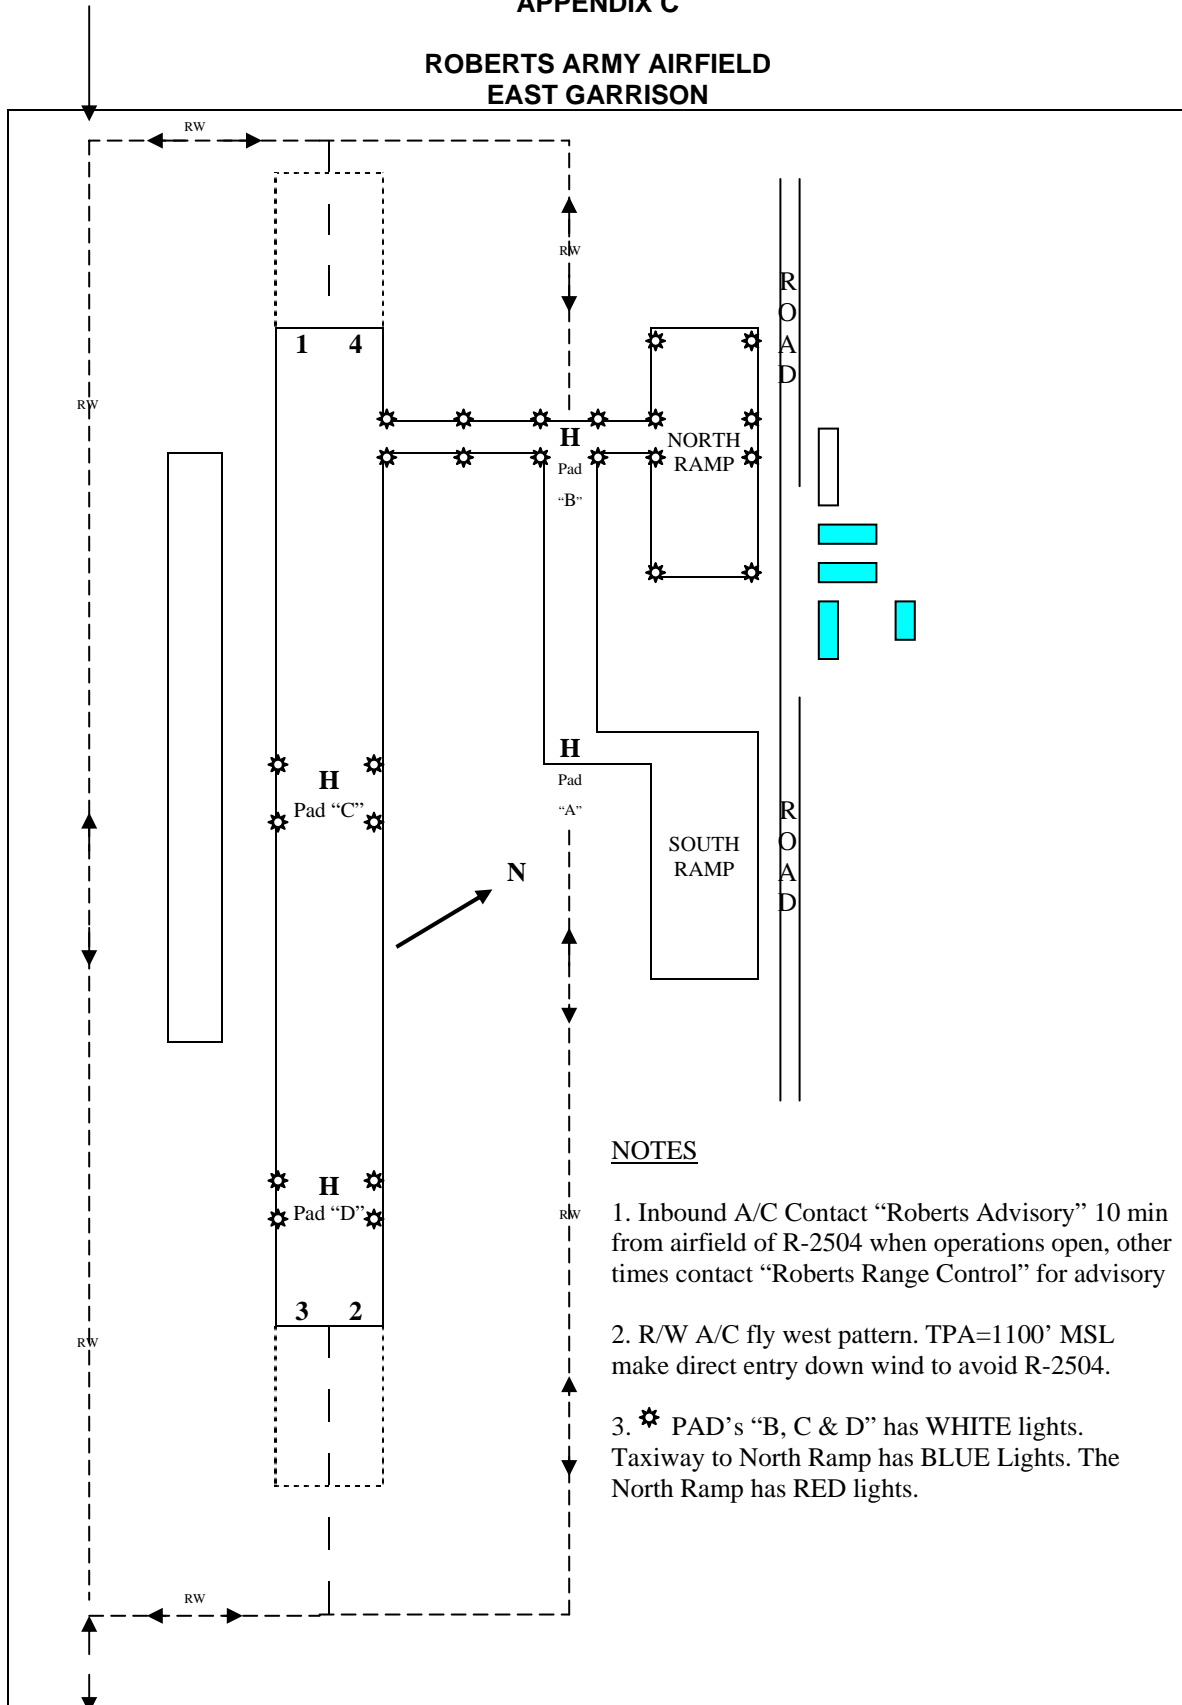 APPENDIX C
ROBERTS ARMY AIRFIELD
EAST GARRISON
RW
RW
RW
1 4
R
O
A
D
H
Pad
“B”
NORTH
RAMP
H
Pad
“A”
H
Pad “C”
SOUTH
RAMP
R
O
A
D
N
H
Pad “D”
3 2
RW
RW
RW
NOTES
1. Inbound A/C Contact “Roberts Advisory” 10 min
from airfield of R-2504 when operations open, other
times contact “Roberts Range Control” for advisory
2. R/W A/C fly west pattern. TPA=1100’ MSL
make direct entry down wind to avoid R-2504.
3. PAD’s “B, C & D” has WHITE lights.
Taxiway to North Ramp has BLUE Lights. The
North Ramp has RED lights.